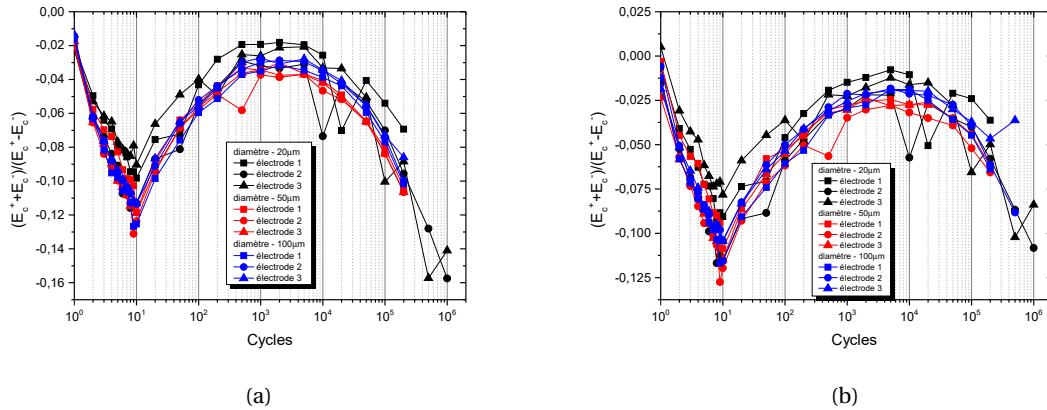 (a)
0,00
-0,02
-0,04
-0,06
-0,08
-0,10
-0,12
-0,14
-0,16
(E_c^+ + E_c^-)/(E_c^+ - E_c^-)
diamètre - 20µm
électrode 1
électrode 2
électrode 3
diamètre - 50µm
électrode 1
électrode 2
électrode 3
diamètre - 100µm
électrode 1
électrode 2
électrode 3
10^0 10^1 10^2 10^3 10^4 10^5 10^6
Cycles
(a)
(b)
0,025
0,000
-0,025
-0,050
-0,075
-0,100
-0,125
(E_c^+ + E_c^-)/(E_c^+ - E_c^-)
diamètre - 20µm
électrode 1
électrode 2
électrode 3
diamètre - 50µm
électrode 1
électrode 2
électrode 3
diamètre - 100µm
électrode 1
électrode 2
électrode 3
10^0 10^1 10^2 10^3 10^4 10^5 10^6
Cycles
(b)